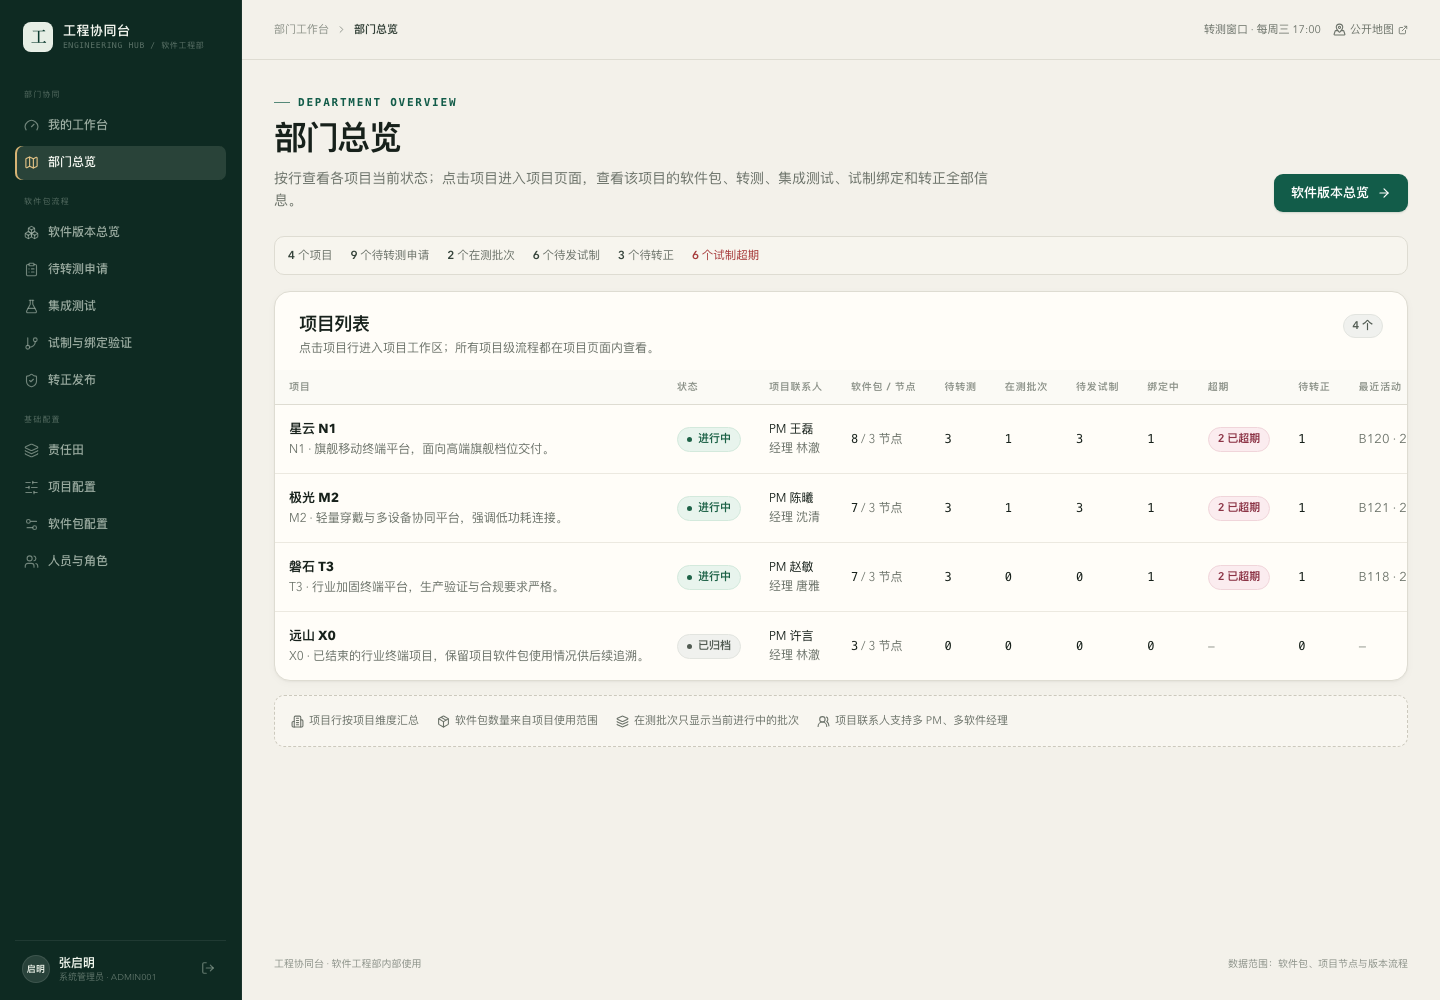 工
工程协同台
ENGINEERING HUB / 软件工程部
部门协同
我的工作台
部门总览
软件包流程
软件版本总览
待转测申请
集成测试
试制与绑定验证
转正发布
基础配置
责任田
项目配置
软件包配置
人员与角色
启明
张启明
系统管理员 · ADMIN001
部门工作台 > 部门总览
转测窗口 · 每周三 17:00 公开地图
DEPARTMENT OVERVIEW
部门总览
按行查看各项目当前状态；点击项目进入项目页面，查看该项目的软件包、转测、集成测试、试制绑定和转正全部信
息。
软件版本总览 →
4 个项目 9 个待转测申请 2 个在测批次 6 个待发试制 3 个待转正 6 个试制超期
项目列表
4 个
点击项目行进入项目工作区；所有项目级流程都在项目页面内查看。
项目 状态 项目联系人 软件包 / 节点 待转测 在测批次 待发试制 绑定中 超期 待转正 最近活动
星云 N1
N1 · 旗舰移动终端平台，面向高端旗舰档位交付。
进行中
PM 王磊
经理 林澈
8 / 3 节点 3 1 3 1 2 已超期 1 B120 · 2
极光 M2
M2 · 轻量穿戴与多设备协同平台，强调低功耗连接。
进行中
PM 陈曦
经理 沈清
7 / 3 节点 3 1 3 1 2 已超期 1 B121 · 2
磐石 T3
T3 · 行业加固终端平台，生产验证与合规要求严格。
进行中
PM 赵敏
经理 唐雅
7 / 3 节点 3 0 0 1 2 已超期 1 B118 · 2
远山 X0
X0 · 已结束的行业终端项目，保留项目软件包使用情况供后续追溯。
已归档
PM 许言
经理 林澈
3 / 3 节点 0 0 0 0 – 0 –
项目行按项目维度汇总 软件包数量来自项目使用范围 在测批次只显示当前进行中的批次 项目联系人支持多 PM、多软件经理
工程协同台 · 软件工程部内部使用
数据范围：软件包、项目节点与版本流程